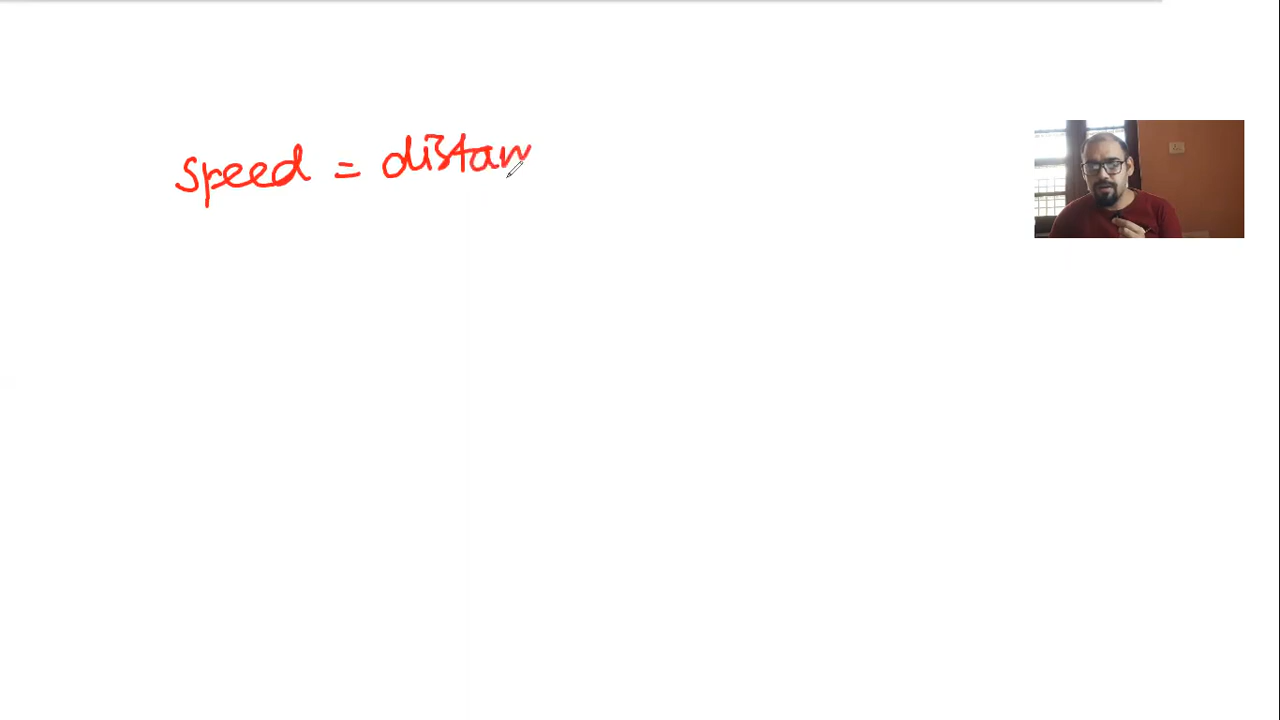 speed = distan